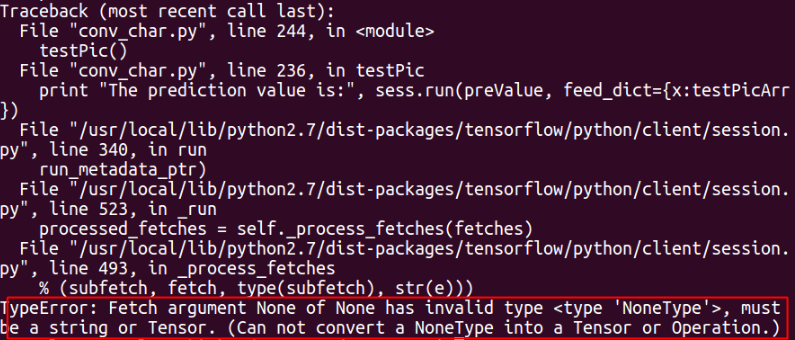 Traceback (most recent call last):
  File "conv_char.py", line 244, in <module>
    testPic()
  File "conv_char.py", line 236, in testPic
    print "The prediction value is:", sess.run(preValue, feed_dict={x:testPicArr
})
  File "/usr/local/lib/python2.7/dist-packages/tensorflow/python/client/session.
py", line 340, in run
    run_metadata_ptr)
  File "/usr/local/lib/python2.7/dist-packages/tensorflow/python/client/session.
py", line 523, in _run
    processed_fetches = self._process_fetches(fetches)
  File "/usr/local/lib/python2.7/dist-packages/tensorflow/python/client/session.
py", line 493, in _process_fetches
    % (subfetch, fetch, type(subfetch), str(e)))
TypeError: Fetch argument None of None has invalid type <type 'NoneType'>, must
be a string or Tensor. (Can not convert a NoneType into a Tensor or Operation.)